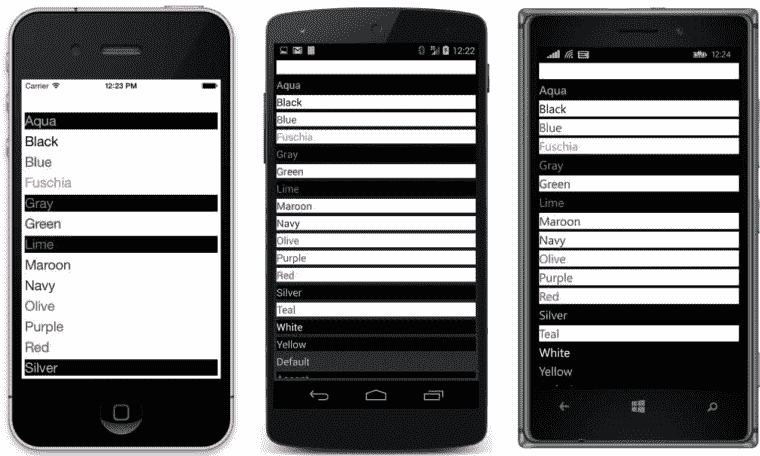 Carrier 12:23 PM
Aqua
Black
Blue
Fuschia
Gray
Green
Lime
Maroon
Navy
Olive
Purple
Red
Silver
12:22
Aqua
Black
Blue
Fuschia
Gray
Green
Lime
Maroon
Navy
Olive
Purple
Red
Silver
Teal
White
Yellow
Default
12:24
Aqua
Black
Blue
Fuschia
Gray
Green
Lime
Maroon
Navy
Olive
Purple
Red
Silver
Teal
White
Yellow